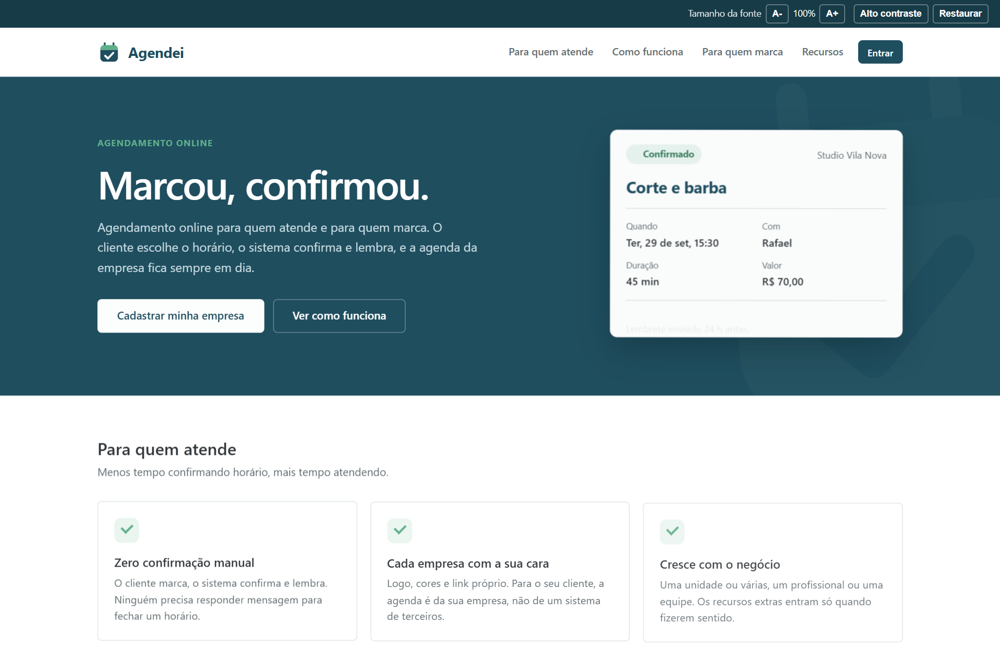 Tamanho da fonte A- 100% A+ Alto contraste Restaurar
Agendei
Para quem atende Como funciona Para quem marca Recursos Entrar
AGENDAMENTO ONLINE
Marcou, confirmou.
Agendamento online para quem atende e para quem marca. O
cliente escolhe o horário, o sistema confirma e lembra, e a agenda da
empresa fica sempre em dia.
Cadastrar minha empresa Ver como funciona
Confirmado Studio Vila Nova
Corte e barba
Quando Com
Ter, 29 de set, 15:30 Rafael
Duração Valor
45 min R$ 70,00
Lembrete enviado 24 h antes.
Para quem atende
Menos tempo confirmando horário, mais tempo atendendo.
Zero confirmação manual
O cliente marca, o sistema confirma e lembra.
Ninguém precisa responder mensagem para
fechar um horário.
Cada empresa com a sua cara
Logo, cores e link próprio. Para o seu cliente, a
agenda é da sua empresa, não de um sistema
de terceiros.
Cresce com o negócio
Uma unidade ou várias, um profissional ou uma
equipe. Os recursos extras entram só quando
fizerem sentido.